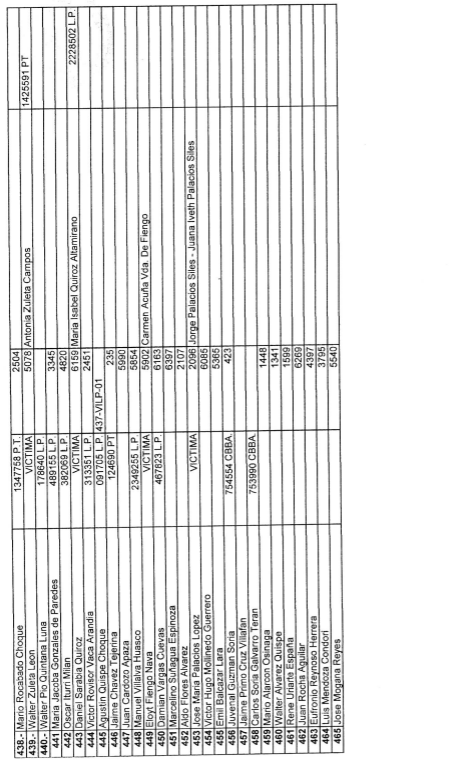 438.- Mario Rocabado Choque 1347758 P.T. 2504
439.- Walter Zuleta Leon VICTIMA 5078 Antonia Zuleta Campos 1425591 PT
440.- Walter Pio Quintana Luna 178640 L.P.
441 Maria Jacoba Gonzales de Paredes 489155 L.P. 3345
442 Oscar Iturri Milan 382069 L.P. 4820
443 Daniel Sarabia Quiroz VICTIMA 6159 Maria Isabel Quiroz Altamirano 2228502 L.P.
444 Victor Rovisor Vaca Arandia 313351 L.P. 2451
445 Agustin Quispe Choque 091705 L.P. 437-VILP-01
446 Jaime Chavez Tejerina 124690 PT 235
447 Juan Cardozo Apaza 5990
448 Manuel Villalva Huasco 2349255 L.P. 5854
449 Eloyt Fiengo Nava VICTIMA 5902 Carmen Acuña Vda. De Fiengo
450 Damian Vargas Cuevas 467823 L.P. 6163
451 Marcelino Suñagua Espinoza 6397
452 Aldo Flores Alvarez 2107
453 Jose Maria Palacios Lopez VICTIMA 2096 Jorge Palacios Siles - Juana Iveth Palacios Siles
454 Victor Hugo Molinedo Guerrero 6085
455 Emil Balcazar Lara 5365
456 Juvenal Guzman Soria 754554 CBBA. 423
457 Jaime Primo Cruz Villafan
458 Carlos Soria Galvarro Teran 753990 CBBA.
459 Mario Alarcon Osinaga 1448
460 Walter Alvarez Quispe 1341
461 Rene Uriarte España 1599
462 Juan Rocha Aguilar 6269
463 Eufronio Reynoso Herrera 4397
464 Luis Mendoza Condori 3795
465 Jose Mogana Reyes 5540